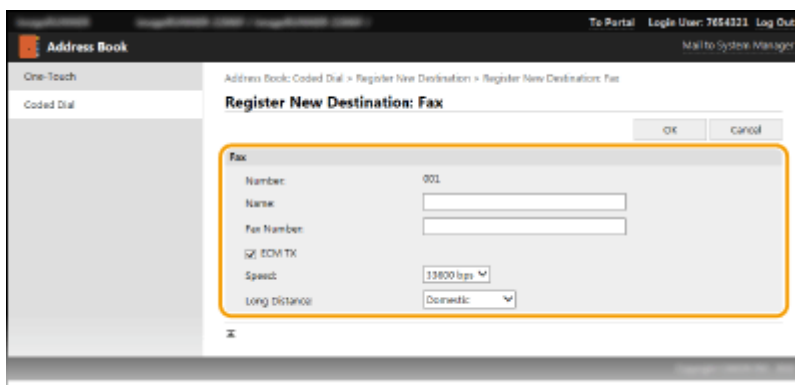 To Portal Login User: 7654321 Log Out
Address Book
Mail to System Manager
One-Touch
Coded Dial
Address Book: Coded Dial > Register New Destination > Register New Destination: Fax
Register New Destination: Fax
OK Cancel
Fax
Number: 001
Name:
Fax Number:
ECM TX
Speed: 33600 bps
Long Distance: Domestic